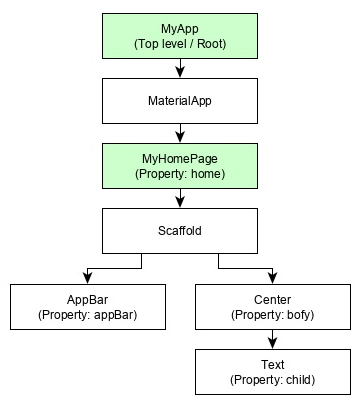 MyApp
(Top level / Root)
MaterialApp
MyHomePage
(Property: home)
Scaffold
AppBar
(Property: appBar)
Center
(Property: bofy)
Text
(Property: child)